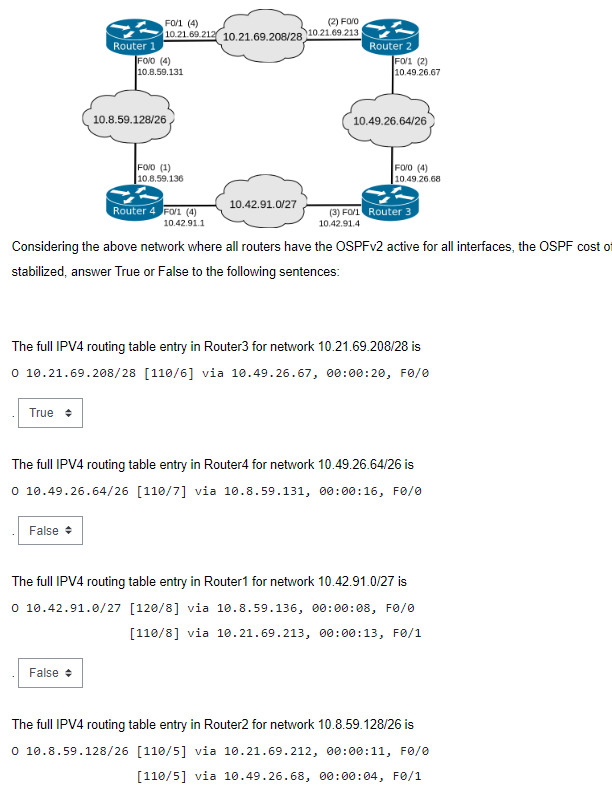 F0/1 (4)
10.21.69.212
10.21.69.208/28
(2) F0/0
10.21.69.213
Router 1
Router 2
F0/0 (4)
10.8.59.131
F0/1 (2)
10.49.26.67
10.8.59.128/26
10.49.26.64/26
F0/0 (1)
10.8.59.136
F0/0 (4)
10.49.26.68
Router 4
F0/1 (4)
10.42.91.1
10.42.91.0/27
(3) F0/1
10.42.91.4
Router 3
Considering the above network where all routers have the OSPFv2 active for all interfaces, the OSPF cost of
stabilized, answer True or False to the following sentences:
The full IPV4 routing table entry in Router3 for network 10.21.69.208/28 is
O 10.21.69.208/28 [110/6] via 10.49.26.67, 00:00:20, F0/0
. True
The full IPV4 routing table entry in Router4 for network 10.49.26.64/26 is
O 10.49.26.64/26 [110/7] via 10.8.59.131, 00:00:16, F0/0
. False
The full IPV4 routing table entry in Router1 for network 10.42.91.0/27 is
O 10.42.91.0/27 [120/8] via 10.8.59.136, 00:00:08, F0/0
[110/8] via 10.21.69.213, 00:00:13, F0/1
. False
The full IPV4 routing table entry in Router2 for network 10.8.59.128/26 is
O 10.8.59.128/26 [110/5] via 10.21.69.212, 00:00:11, F0/0
[110/5] via 10.49.26.68, 00:00:04, F0/1